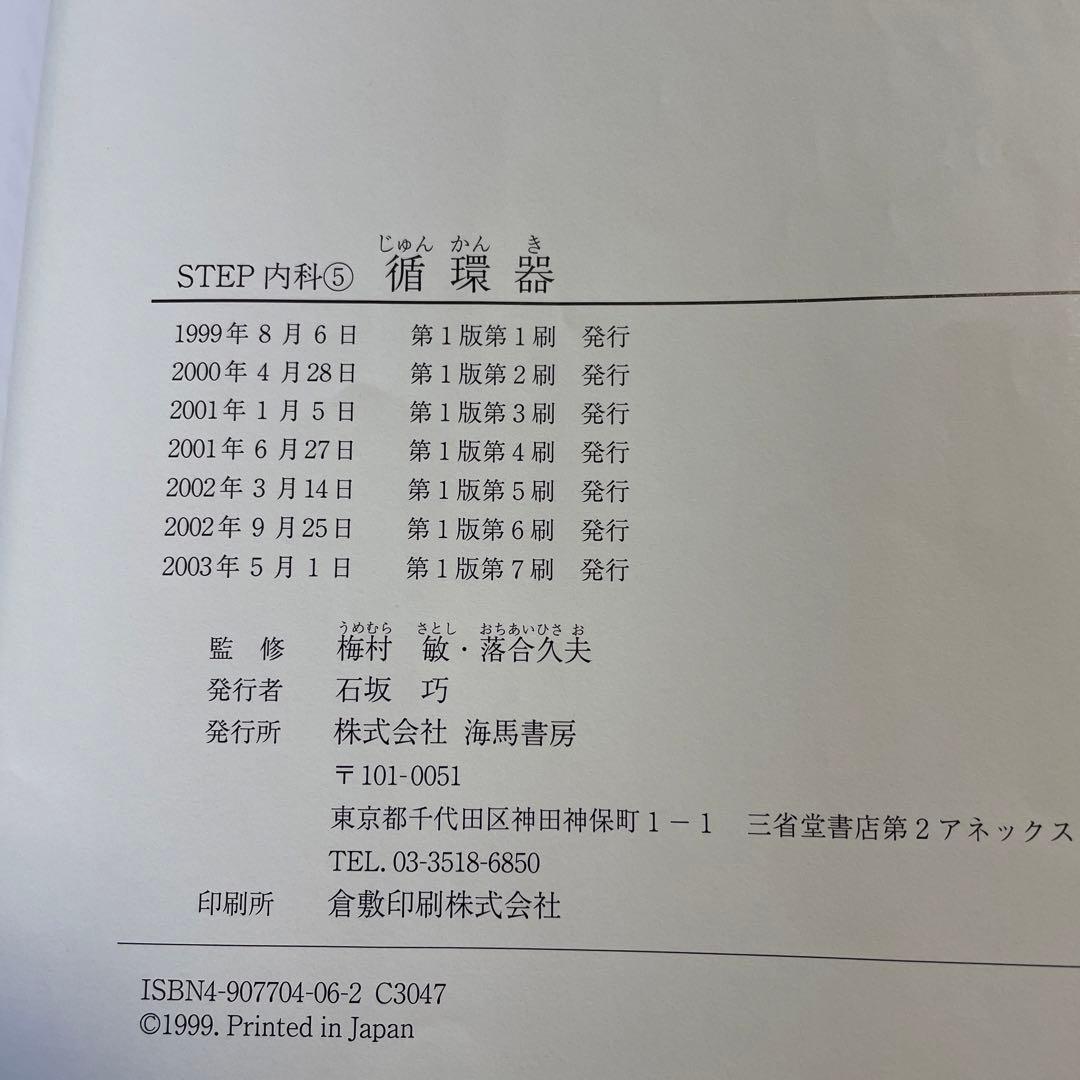 じゅん かん き
STEP 内科⑤ 循環器
1999年 8 月 6 日 第1版第1刷 発行
2000年 4 月28日 第1版第2刷 発行
2001年 1 月 5 日 第1版第3刷 発行
2001年 6 月27日 第1版第4刷 発行
2002年 3 月14日 第1版第5刷 発行
2002年 9 月25日 第1版第6刷 発行
2003年 5 月 1 日 第1版第7刷 発行
うめむら さとし おちあいひさ お
監 修 梅村 敏・落合久夫
発行者 石坂 巧
発行所 株式会社 海馬書房
〒101-0051
東京都千代田区神田神保町1－1 三省堂書店第2アネックス
TEL. 03-3518-6850
印刷所 倉敷印刷株式会社
ISBN4-907704-06-2 C3047
©1999. Printed in Japan